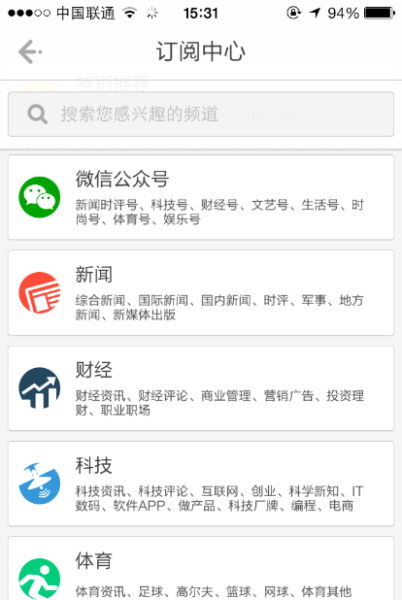 中国联通 15:31 94%
订阅中心
特别推荐
搜索您感兴趣的频道
微信公众号
新闻时评号、科技号、财经号、文艺号、生活号、时
尚号、体育号、娱乐号
新闻
综合新闻、国际新闻、国内新闻、时评、军事、地方
新闻、新媒体出版
财经
财经资讯、财经评论、商业管理、营销广告、投资理
财、职业职场
科技
科技资讯、科技评论、互联网、创业、科学新知、IT
数码、软件APP、做产品、科技厂牌、编程、电商
体育
体育资讯、足球、高尔夫、篮球、网球、体育其他